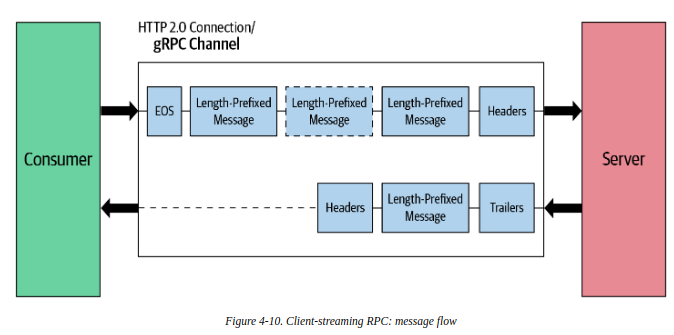 HTTP 2.0 Connection/
gRPC Channel
Consumer
EOS
Length-Prefixed
Message
Length-Prefixed
Message
Length-Prefixed
Message
Headers
Server
Headers
Length-Prefixed
Message
Trailers
Figure 4-10. Client-streaming RPC: message flow